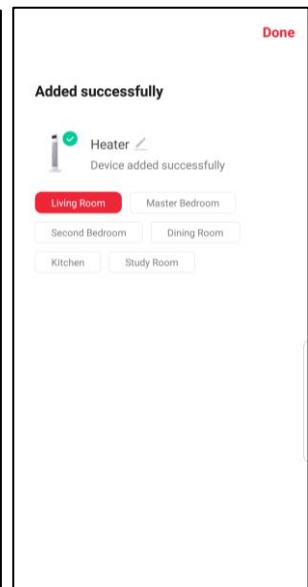 Done
Added successfully
Heater
Device added successfully
Living Room Master Bedroom
Second Bedroom Dining Room
Kitchen Study Room